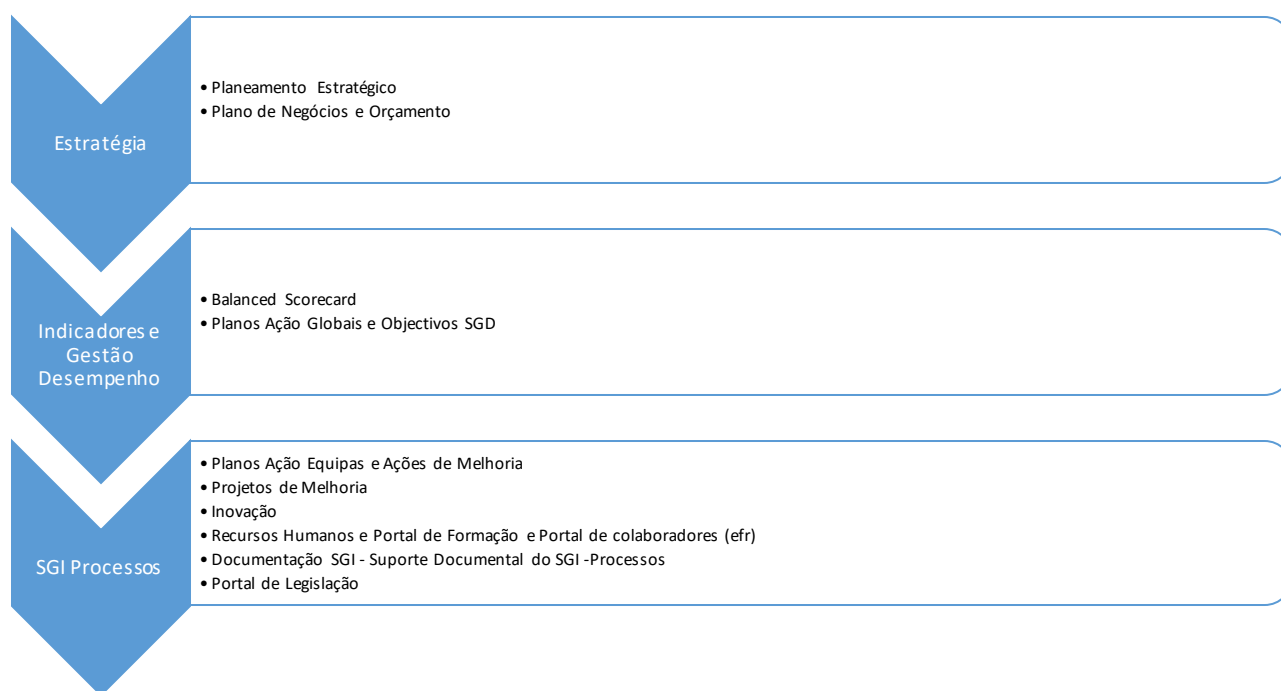 Estratégia
• Planeamento Estratégico
• Plano de Negócios e Orçamento
Indicadores e
Gestão
Desempenho
• Balanced Scorecard
• Planos Ação Globais e Objectivos SGD
SGI Processos
• Planos Ação Equipas e Ações de Melhoria
• Projetos de Melhoria
• Inovação
• Recursos Humanos e Portal de Formação e Portal de colaboradores (efr)
• Documentação SGI - Suporte Documental do SGI -Processos
• Portal de Legislação